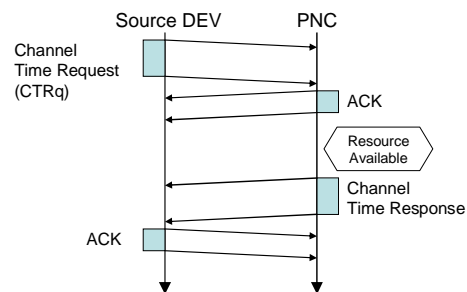 Source DEV PNC
Channel
Time Request
(CTRq)
ACK
Resource
Available
Channel
Time Response
ACK